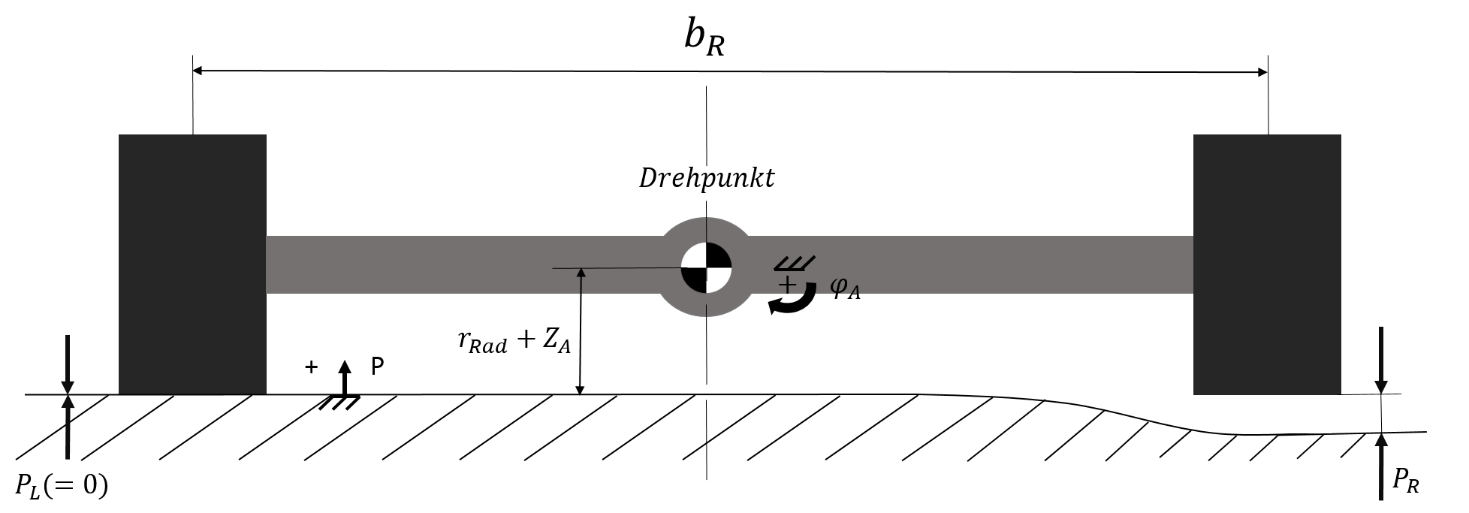 b_R
Drehpunkt
+ φ_A
r_Rad + Z_A
+ P
P_L(= 0)
P_R